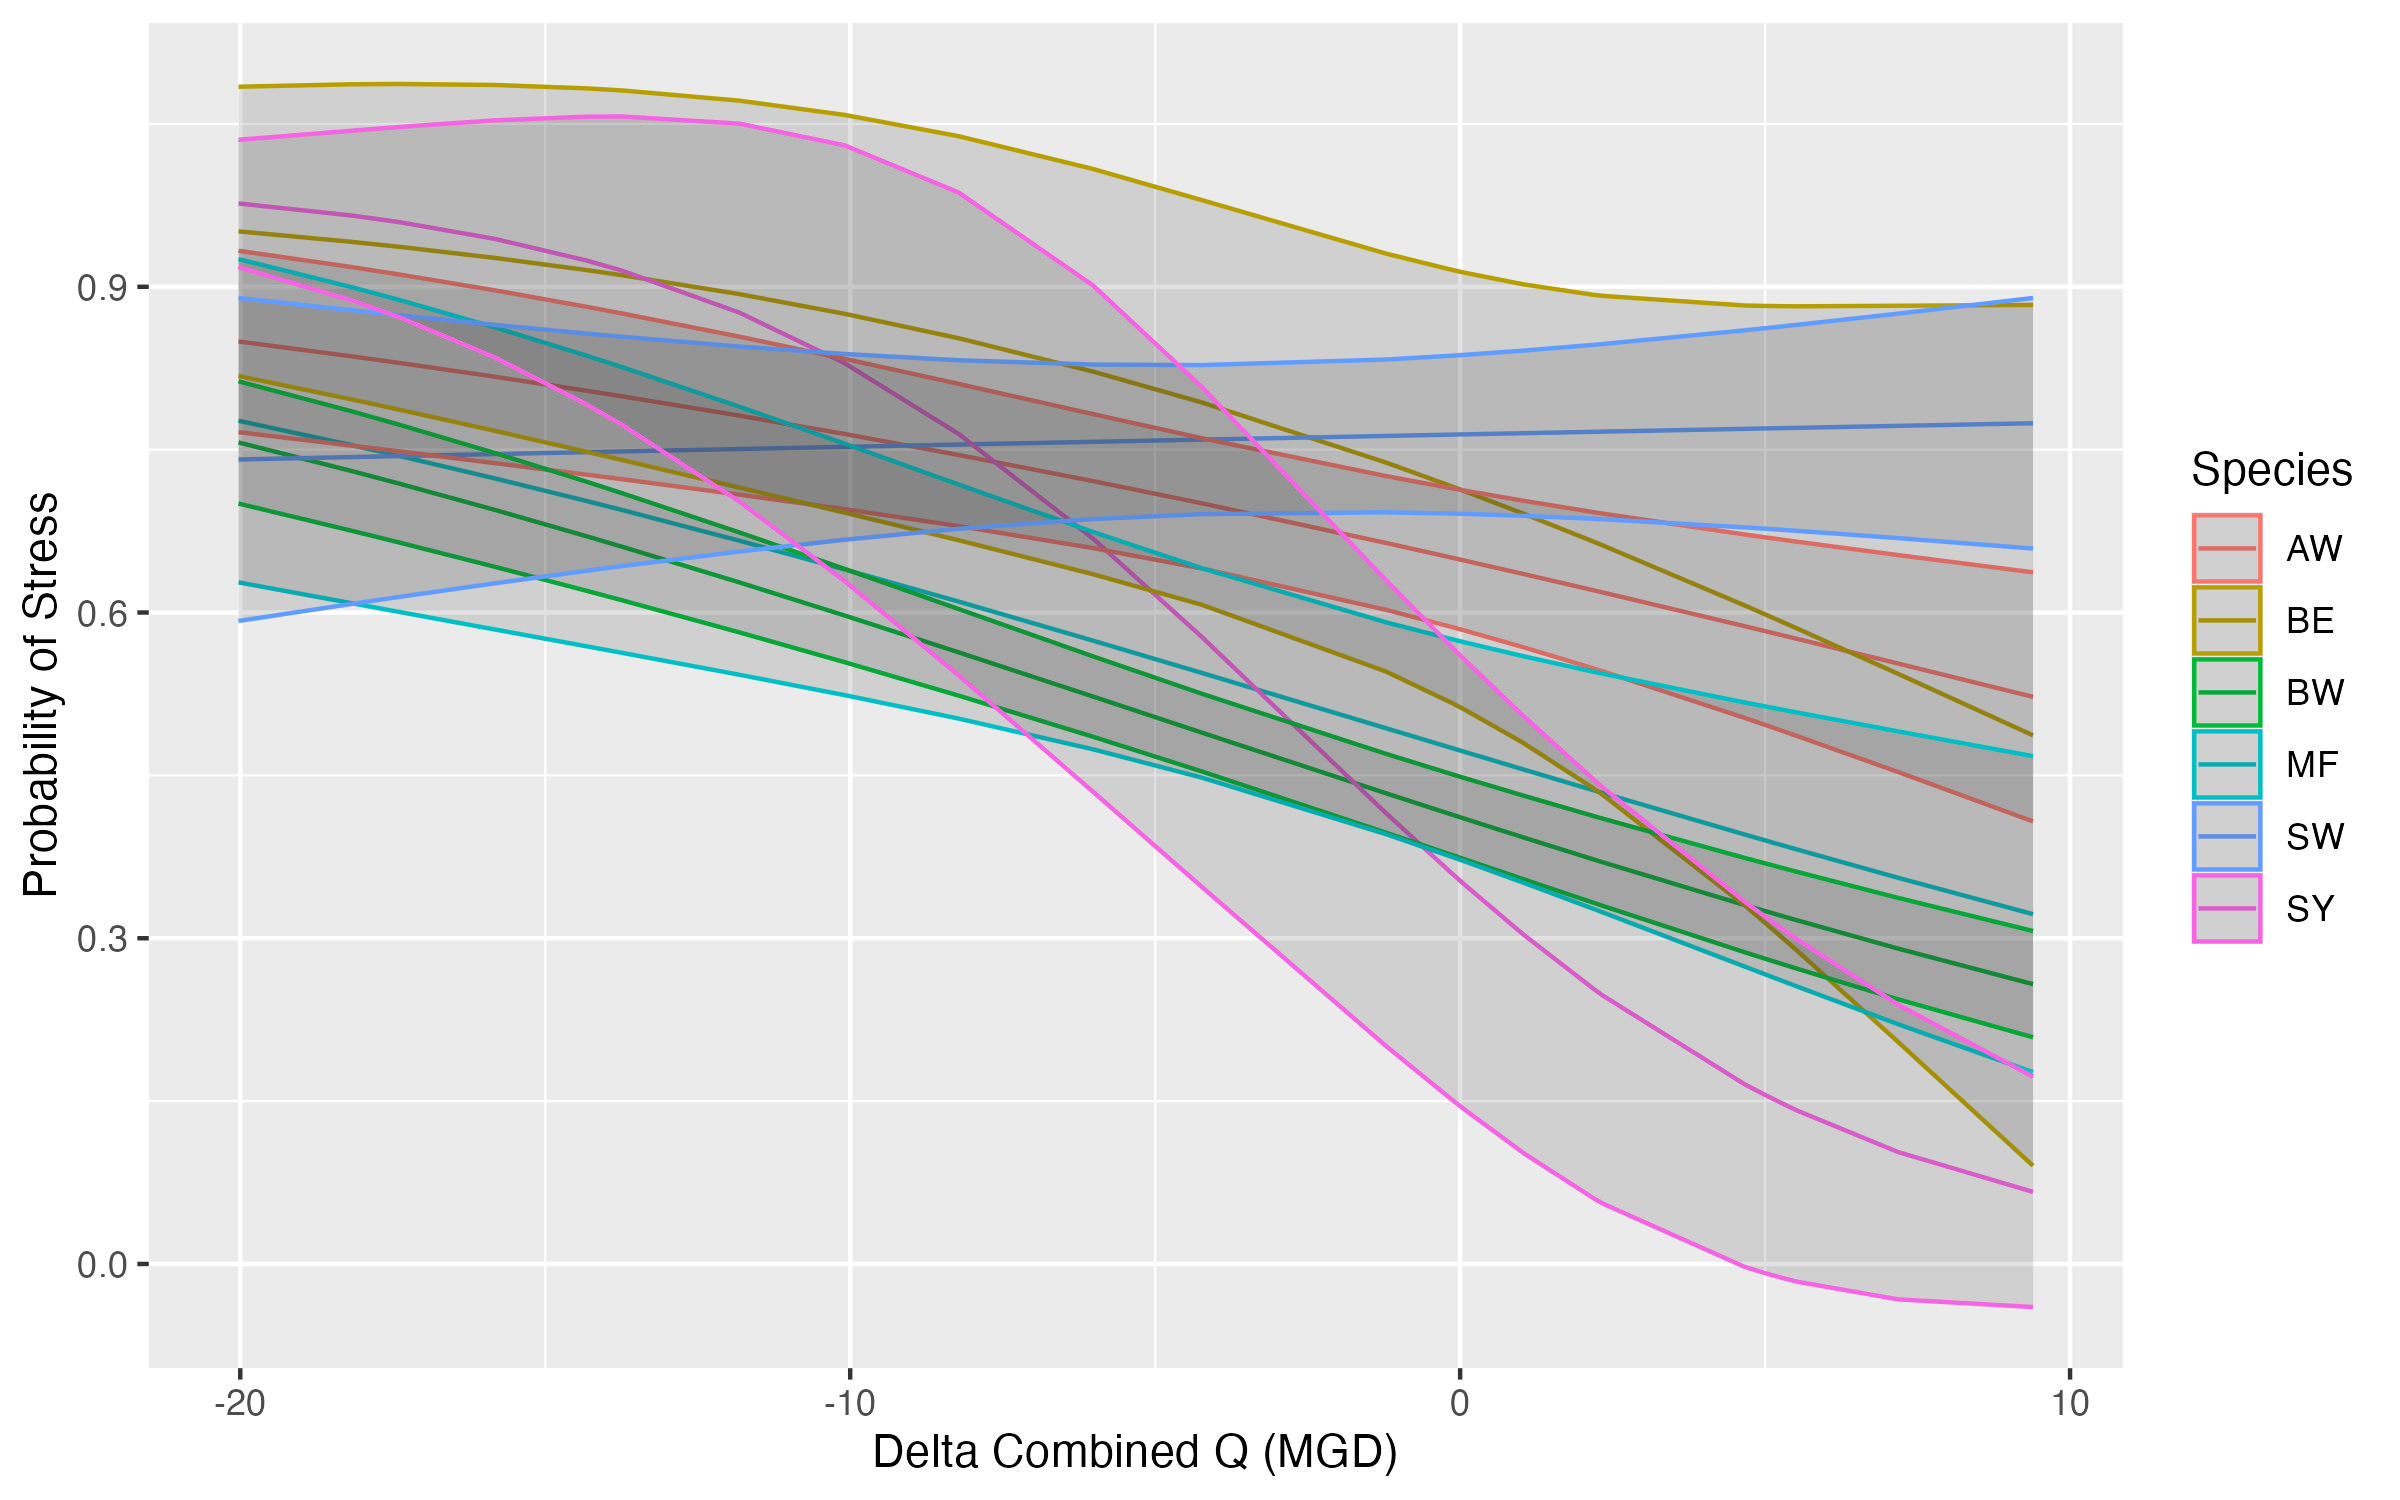 Probability of Stress
0.9
0.6
0.3
0.0
-20
-10
0
10
Delta Combined Q (MGD)
Species
AW
BE
BW
MF
SW
SY